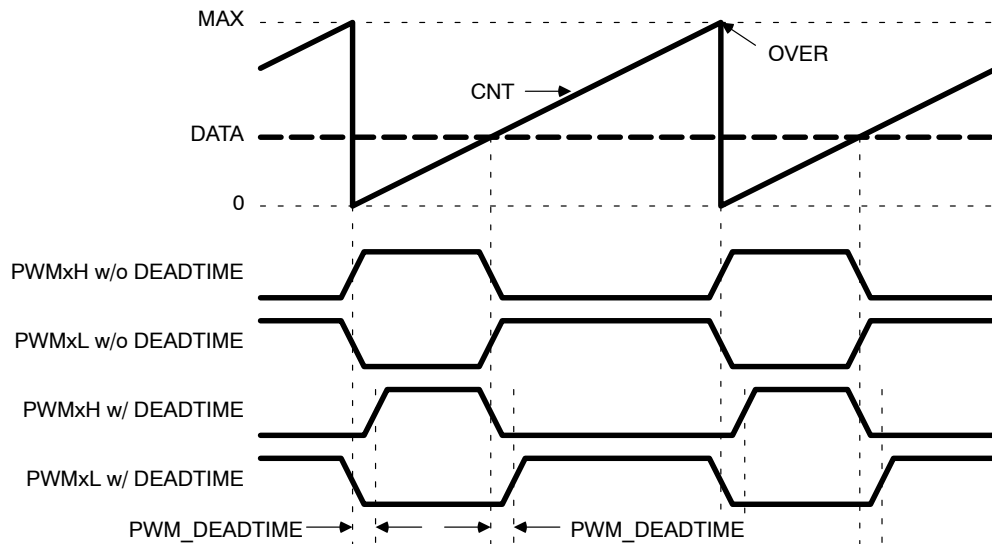 MAX
OVER
CNT
DATA
0
PWMxH w/o DEADTIME
PWMxL w/o DEADTIME
PWMxH w/ DEADTIME
PWMxL w/ DEADTIME
PWM_DEADTIME
PWM_DEADTIME